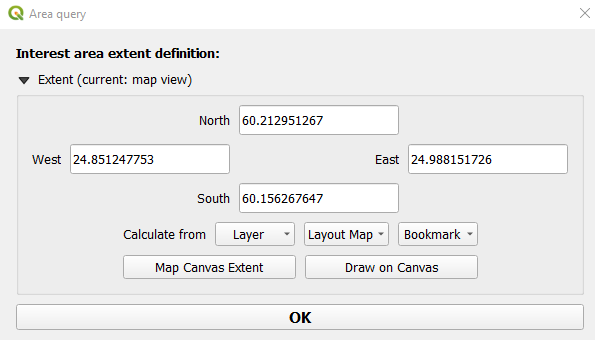 Area query
Interest area extent definition:
Extent (current: map view)
North 60.212951267
West 24.851247753 East 24.988151726
South 60.156267647
Calculate from Layer Layout Map Bookmark
Map Canvas Extent Draw on Canvas
OK